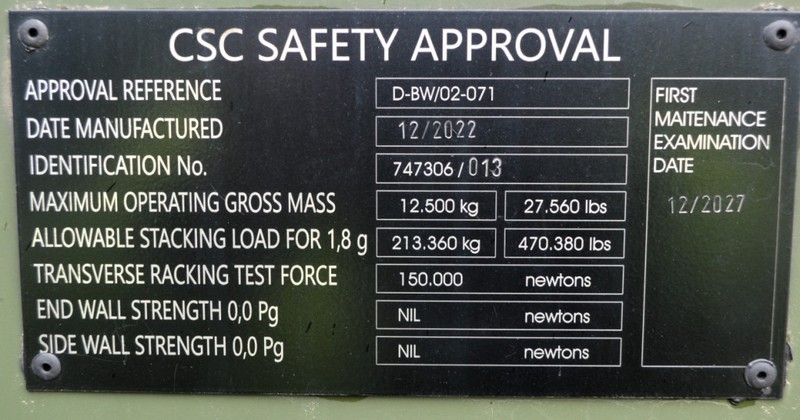 CSC SAFETY APPROVAL
APPROVAL REFERENCE D-BW/02-071
DATE MANUFACTURED 12/2022
IDENTIFICATION No. 747306 / 013
MAXIMUM OPERATING GROSS MASS 12.500 kg 27.560 lbs
ALLOWABLE STACKING LOAD FOR 1,8 g 213.360 kg 470.380 lbs
TRANSVERSE RACKING TEST FORCE 150.000 newtons
END WALL STRENGTH 0,0 Pg NIL newtons
SIDE WALL STRENGTH 0,0 Pg NIL newtons
FIRST
MAITENANCE
EXAMINATION
DATE
12/2027